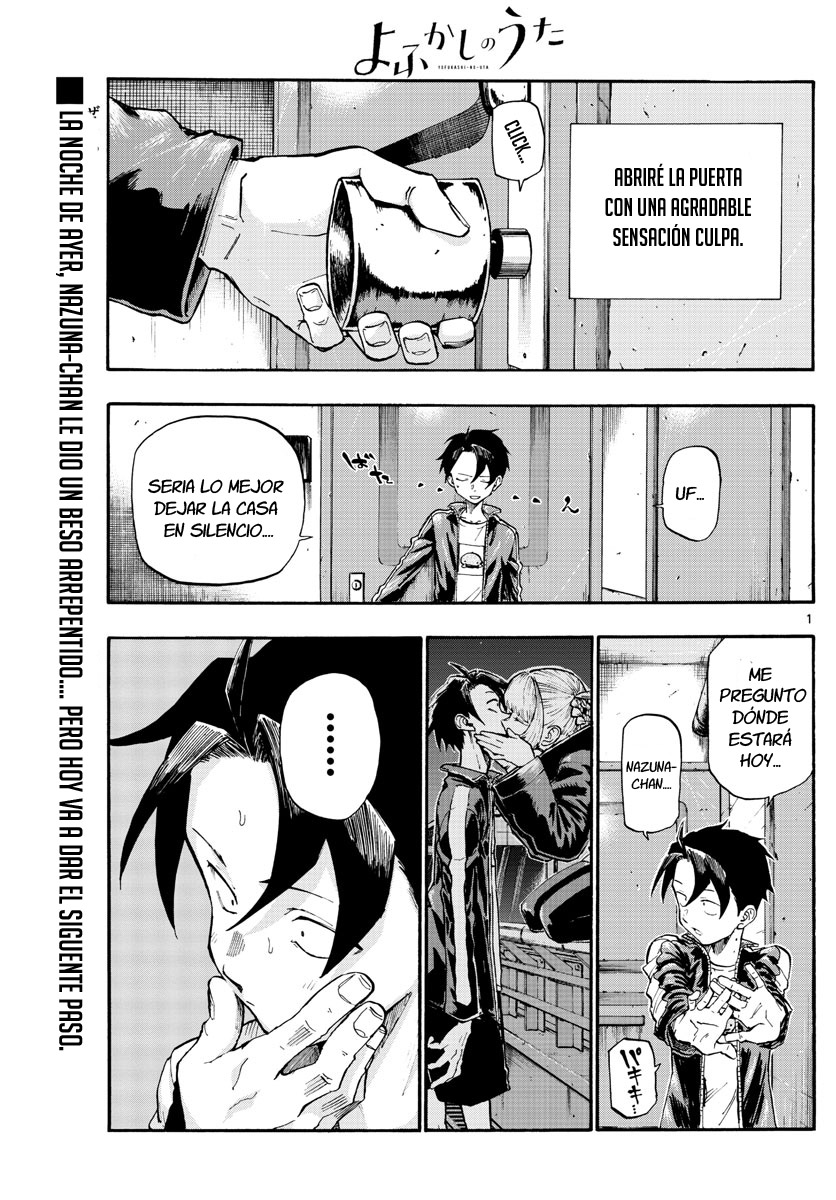 よふかしのうた
YOFUKASHI-NO-UTA
LA NOCHE DE AYER, NAZUNA-CHAN LE DIO UN BESO ARREPENTIDO.... PERO HOY VA A DAR EL SIGUENTE PASO.
ABRIRÉ LA PUERTA
CON UNA AGRADABLE
SENSACIÓN CULPA.
CLICK...
UF...
SERIA LO MEJOR
DEJAR LA CASA
EN SILENCIO....
1
ME
PREGUNTO
DÓNDE
ESTARÁ
HOY...
NAZUNA-
CHAN....
パキキ...
......